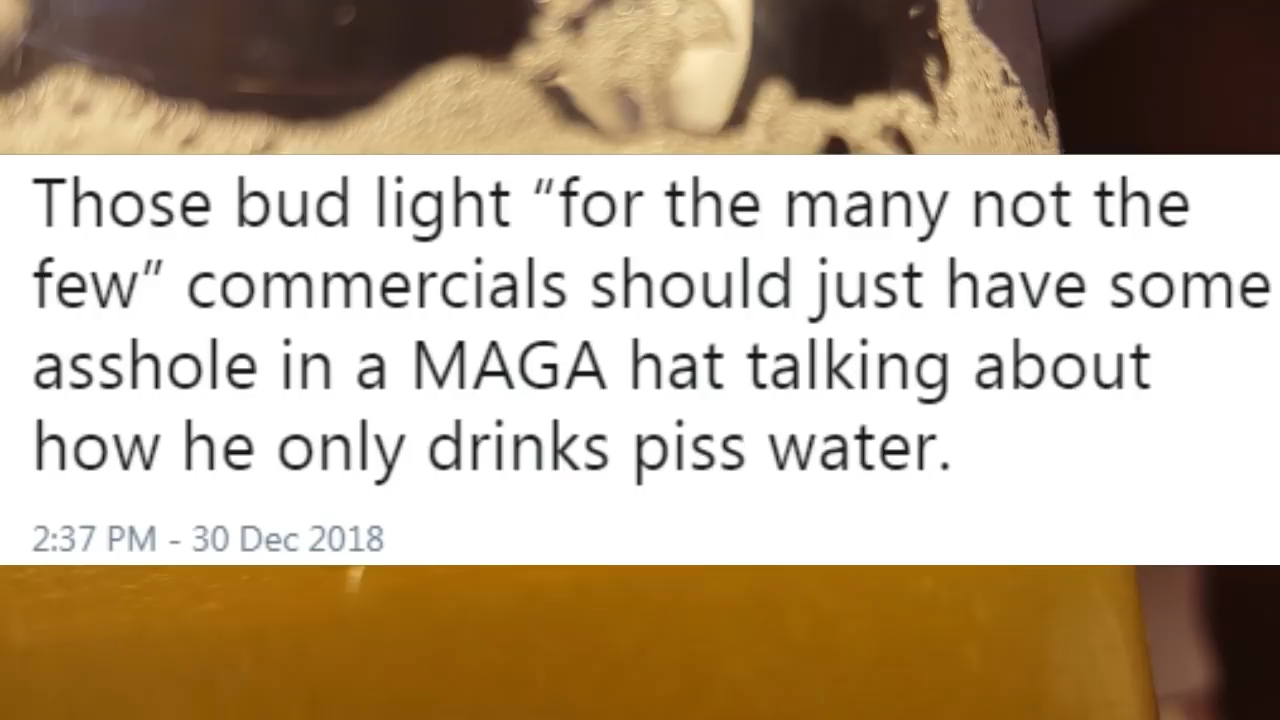 Those bud light “for the many not the
few” commercials should just have some
asshole in a MAGA hat talking about
how he only drinks piss water.
2:37 PM - 30 Dec 2018